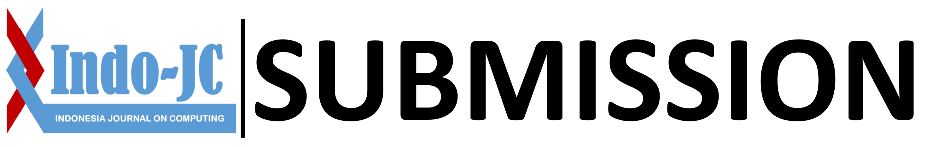 Indo-JC
INDONESIA JOURNAL ON COMPUTING
SUBMISSION